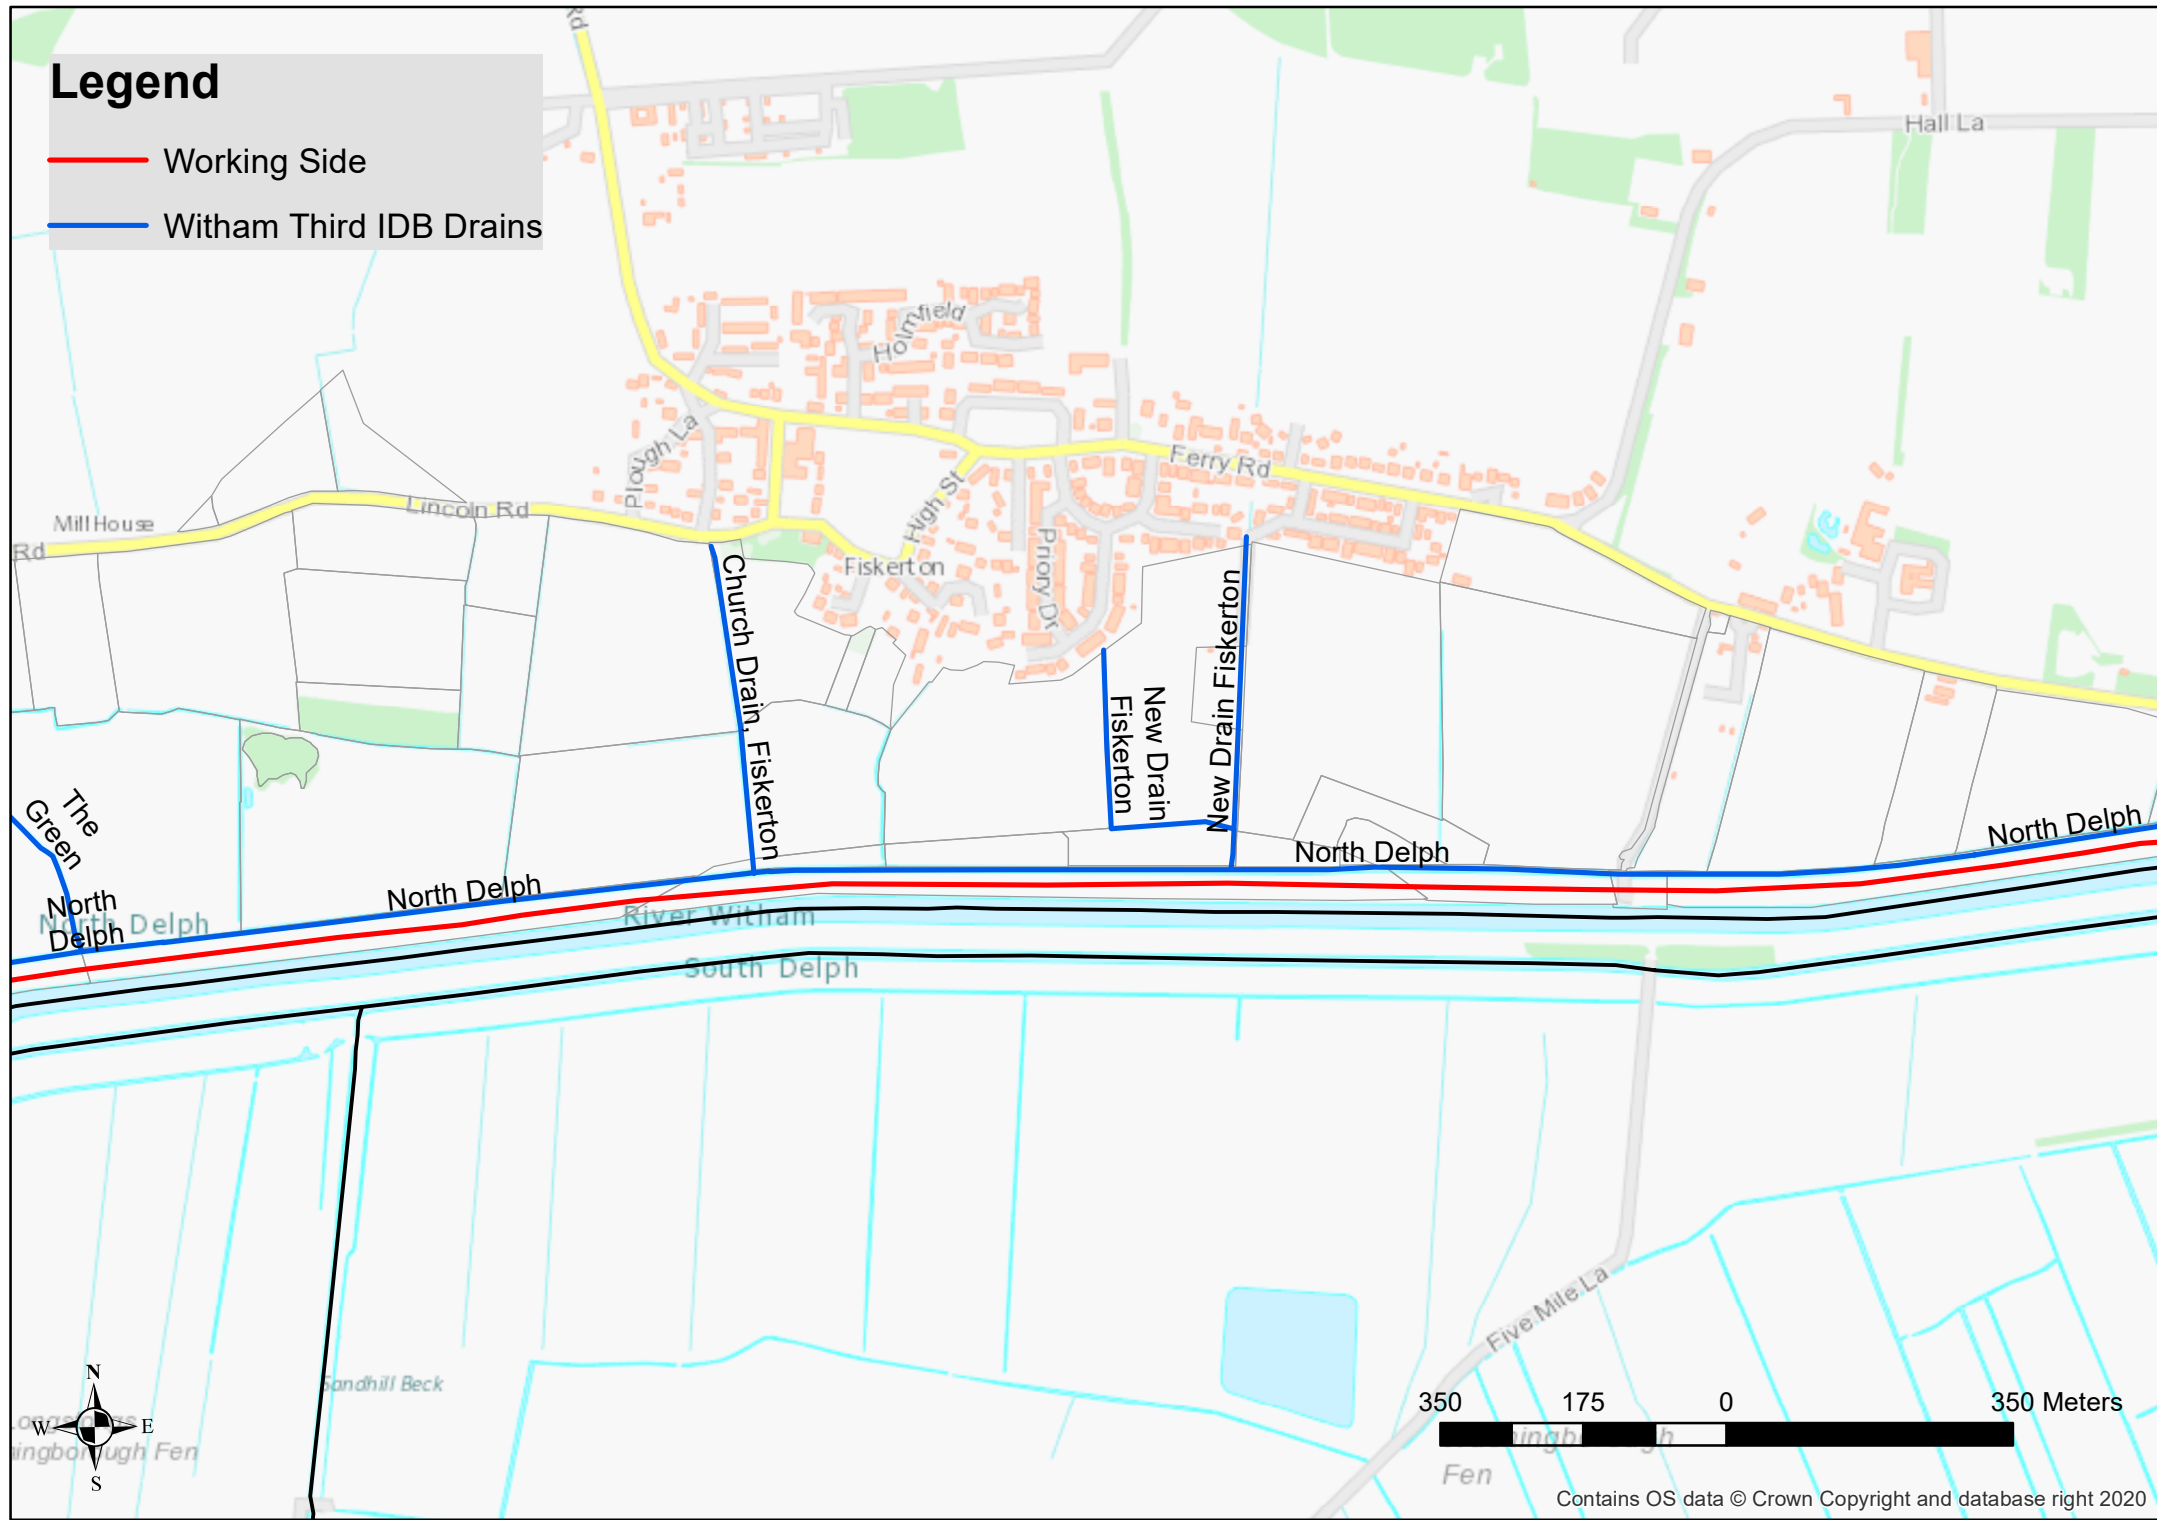 Rd
Legend
Working Side
Witham Third IDB Drains
Hall La
Holmfield
Plough La
Ferry Rd
Lincoln Rd
High St
Mill House
Rd
Priory Dr
Fiskerton
Church Drain, Fiskerton
New Drain
Fiskerton
New Drain Fiskerton
The
Green
North Delph
North Delph
North Delph
North
Delph
North Delph
River Witham
South Delph
Five Mile La
Sandhill Beck
N
W
E
S
Fen
350
175
0
350 Meters
Fen
Contains OS data © Crown Copyright and database right 2020